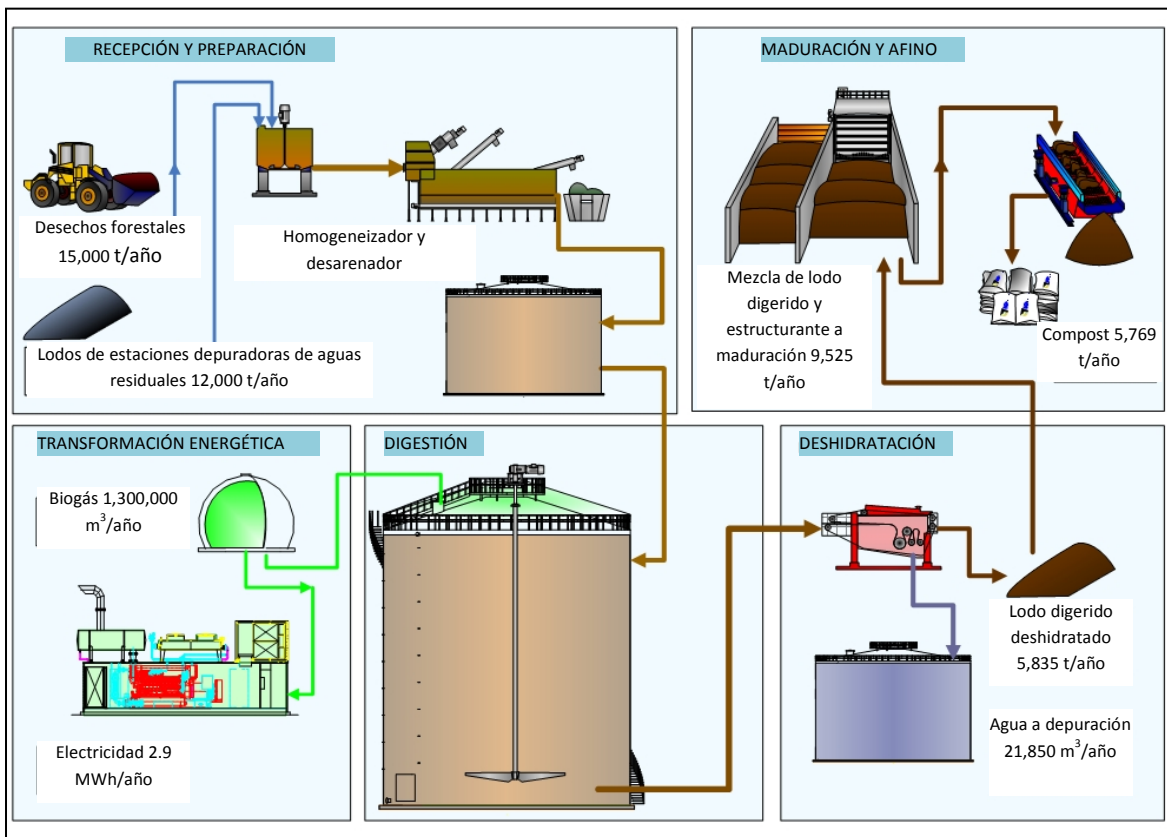 RECEPCIÓN Y PREPARACIÓN
Desechos forestales
15,000 t/año
Homogeneizador y
desarenador
Lodos de estaciones depuradoras de aguas
residuales 12,000 t/año
MADURACIÓN Y AFINO
Mezcla de lodo
digerido y
estructurante a
maduración 9,525
t/año
Compost 5,769
t/año
TRANSFORMACIÓN ENERGÉTICA
Biogás 1,300,000
m³/año
Electricidad 2.9
MWh/año
DIGESTIÓN
DESHIDRATACIÓN
Lodo digerido
deshidratado
5,835 t/año
Agua a depuración
21,850 m³/año